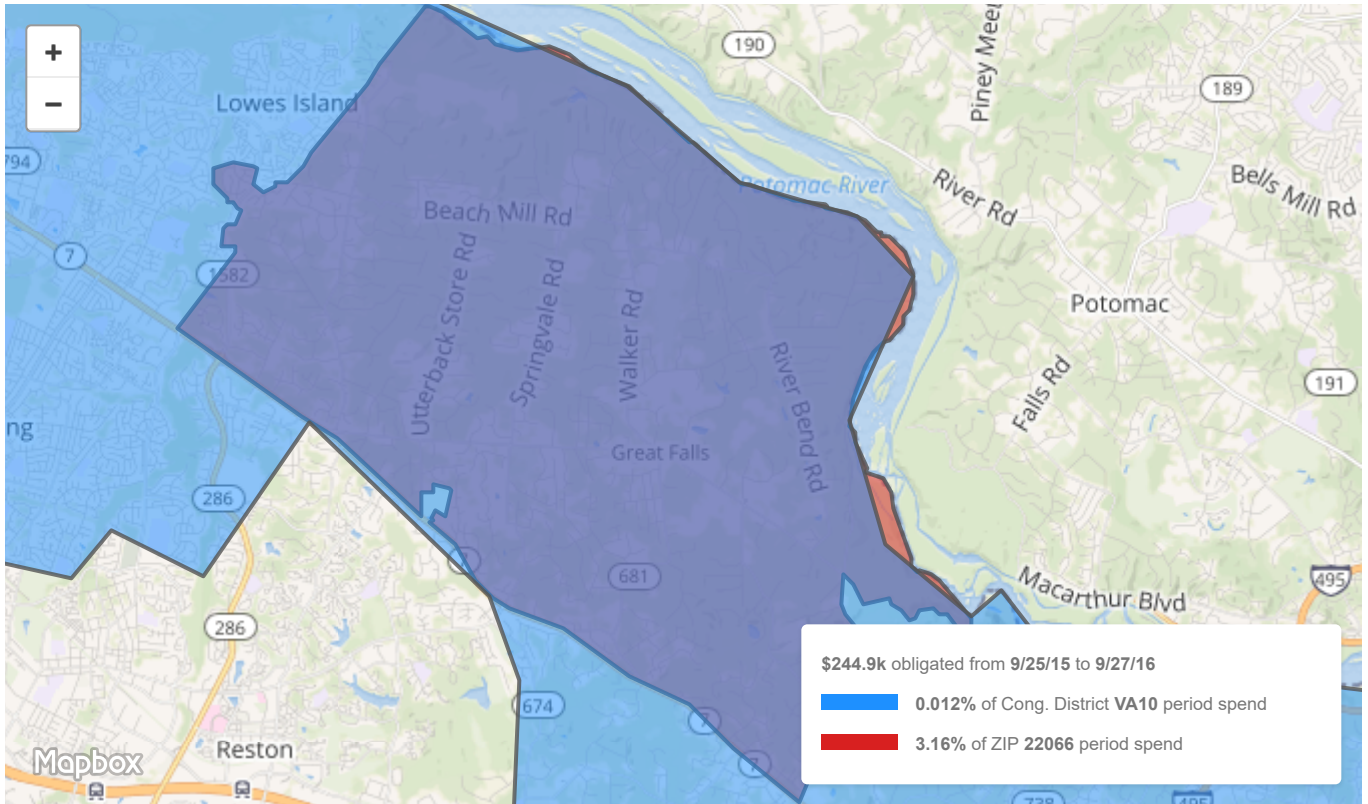 +
−
190
Piney Mee
189
Lowes Island
794
Bells Mill Rd
River Rd
Potomac River
Beach Mill Rd
7
1582
Potomac
Utterback Store Rd
Springvale Rd
Walker Rd
River Bend Rd
Falls Rd
191
ng
Great Falls
286
681
495
Macarthur Blvd
286
$244.9k obligated from 9/25/15 to 9/27/16
0.012% of Cong. District VA10 period spend
3.16% of ZIP 22066 period spend
674
7
Reston
7
Mapbox
738
495